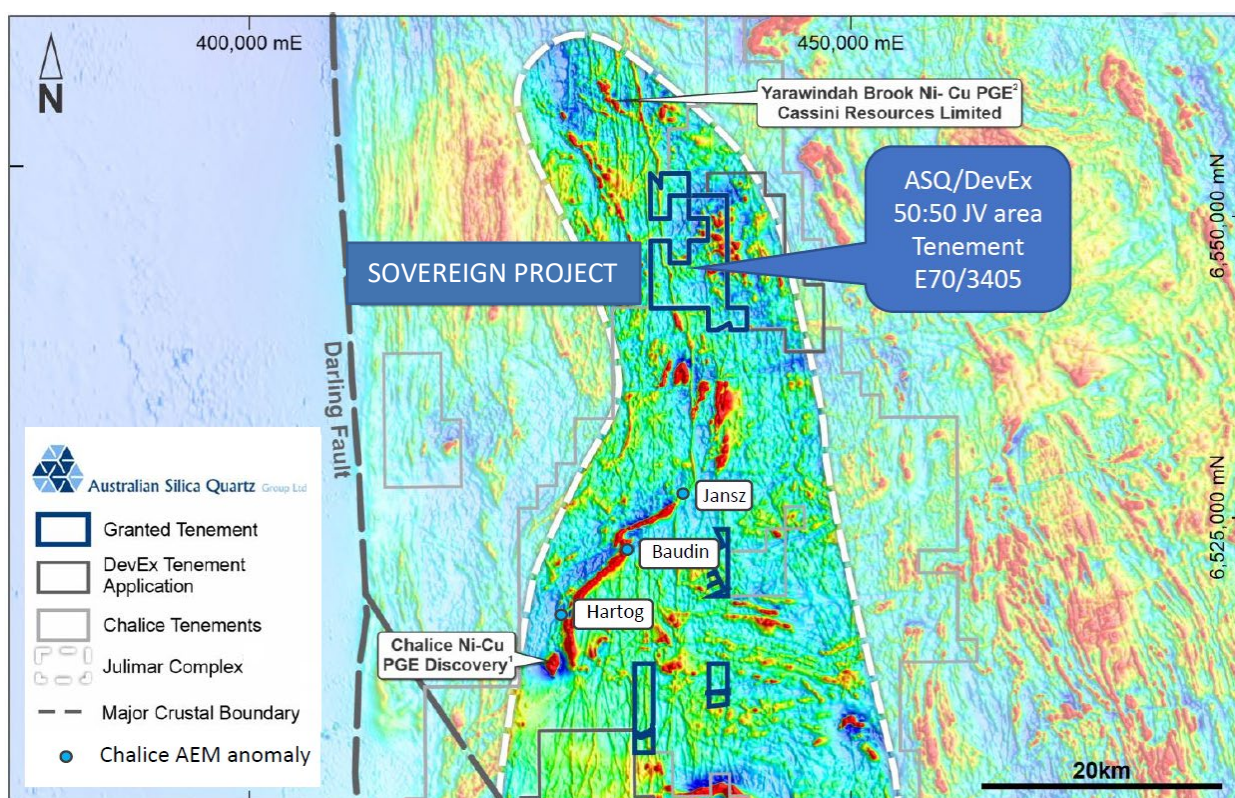 400,000 mE
450,000 mE
N
Yarawindah Brook Ni- Cu PGE²
Cassini Resources Limited
ASQ/DevEx
50:50 JV area
Tenement
E70/3405
6,550,000 mN
SOVEREIGN PROJECT
Darling Fault
Jansz
Baudin
6,525,000 mN
Hartog
Chalice Ni-Cu
PGE Discovery¹
Australian Silica Quartz Group Ltd
Granted Tenement
DevEx Tenement
Application
Chalice Tenements
Julimar Complex
Major Crustal Boundary
Chalice AEM anomaly
20km